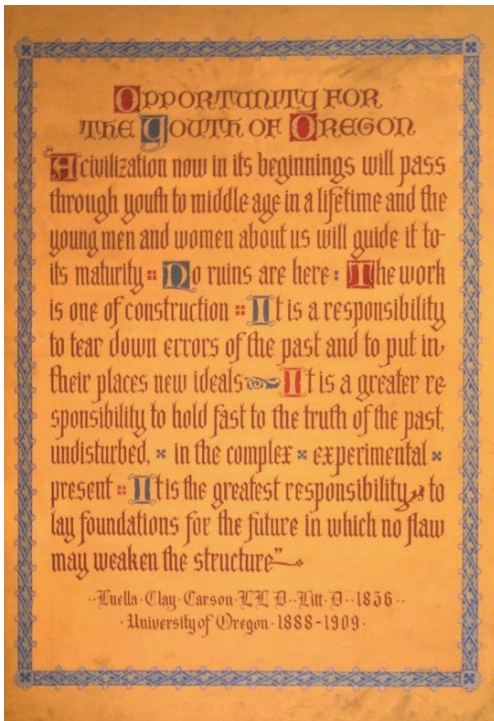 OPPORTUNITY FOR
THE YOUTH OF OREGON
"A civilization now in its beginnings will pass
through youth to middle age in a lifetime and the
young men and women about us will guide it to
its maturity No ruins are here: The work
is one of construction It is a responsibility
to tear down errors of the past and to put in
their places new ideals It is a greater re-
sponsibility to hold fast to the truth of the past,
undisturbed, in the complex experimental
present It is the greatest responsibility, to
lay foundations for the future in which no flaw
may weaken the structure"
··Luella·Clay·Carson·LL·D··Litt·D··1856··
·University of Oregon·1888-1909·